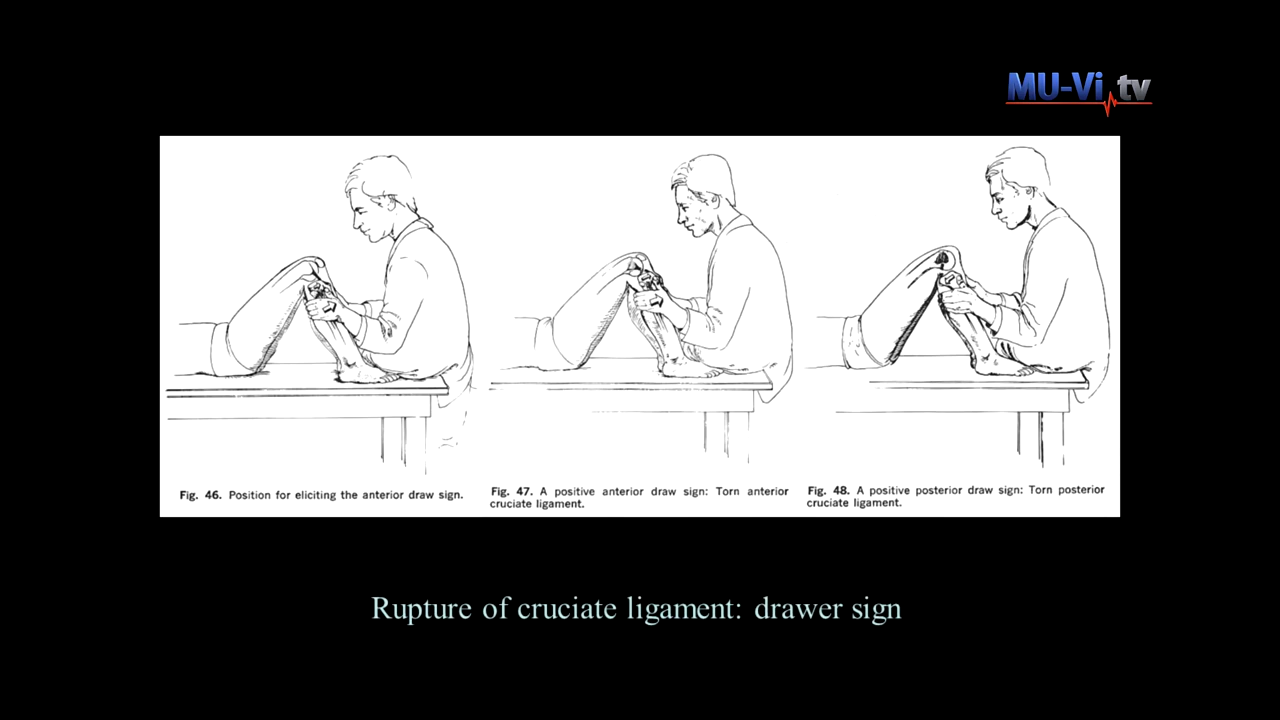 MU-Vi tv
Fig. 46. Position for eliciting the anterior draw sign.
Fig. 47. A positive anterior draw sign: Torn anterior
cruciate ligament.
Fig. 48. A positive posterior draw sign: Torn posterior
cruciate ligament.
Rupture of cruciate ligament: drawer sign